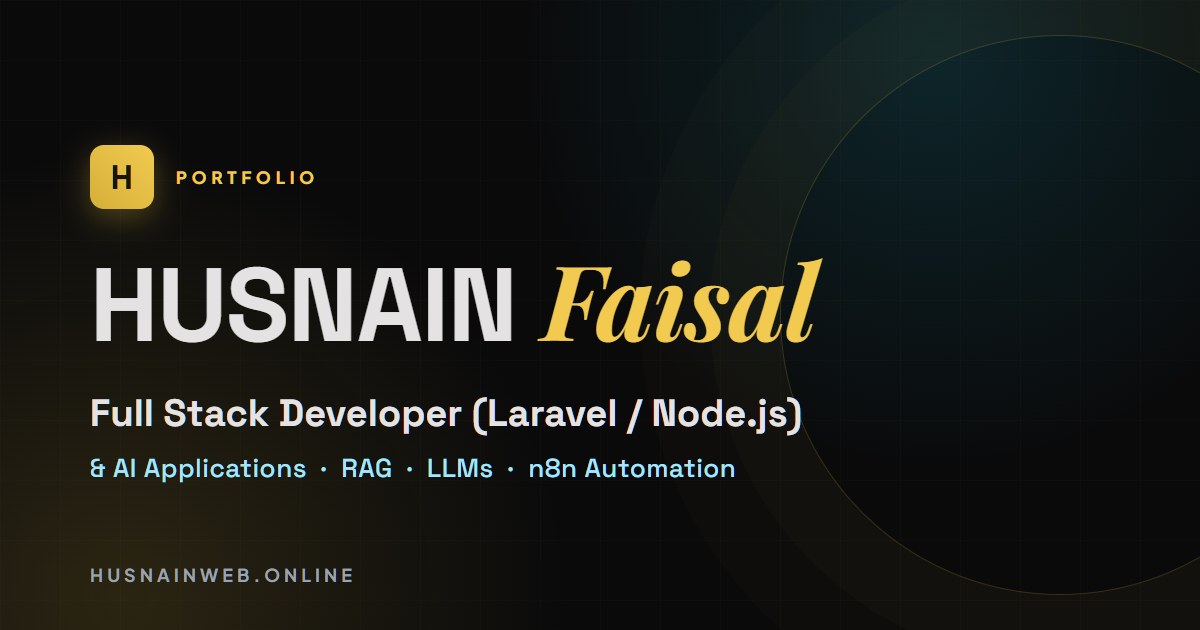 H
PORTFOLIO
HUSNAIN Faisal
Full Stack Developer (Laravel / Node.js)
& AI Applications · RAG · LLMs · n8n Automation
HUSNAINWEB.ONLINE